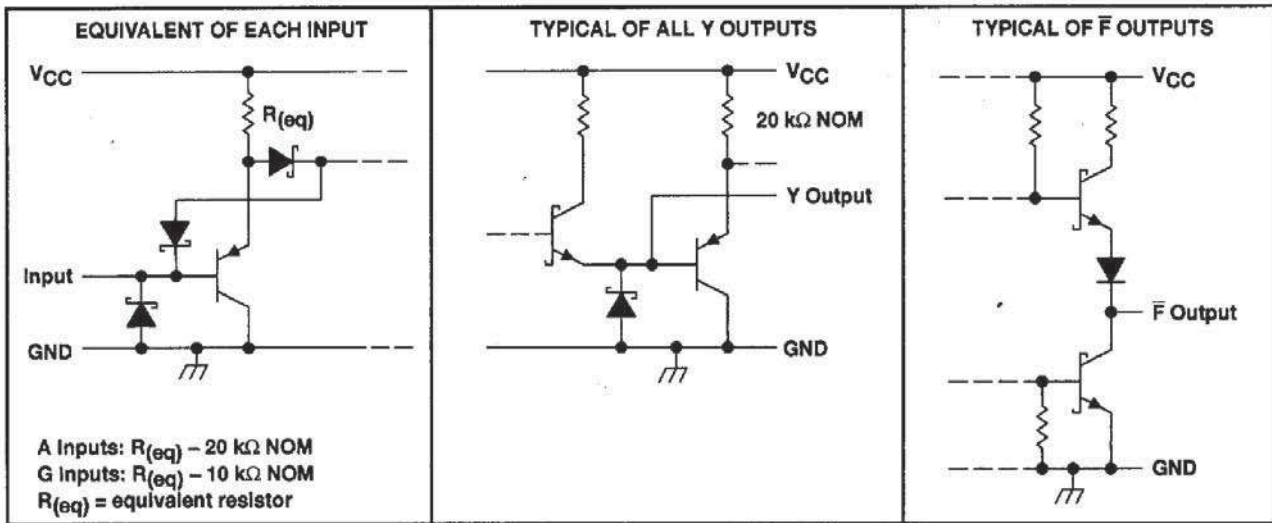 EQUIVALENT OF EACH INPUT
VCC
R(eq)
Input
GND
A Inputs: R(eq) – 20 kΩ NOM
G Inputs: R(eq) – 10 kΩ NOM
R(eq) = equivalent resistor
TYPICAL OF ALL Y OUTPUTS
VCC
20 kΩ NOM
Y Output
GND
TYPICAL OF F̅ OUTPUTS
VCC
F̅ Output
GND